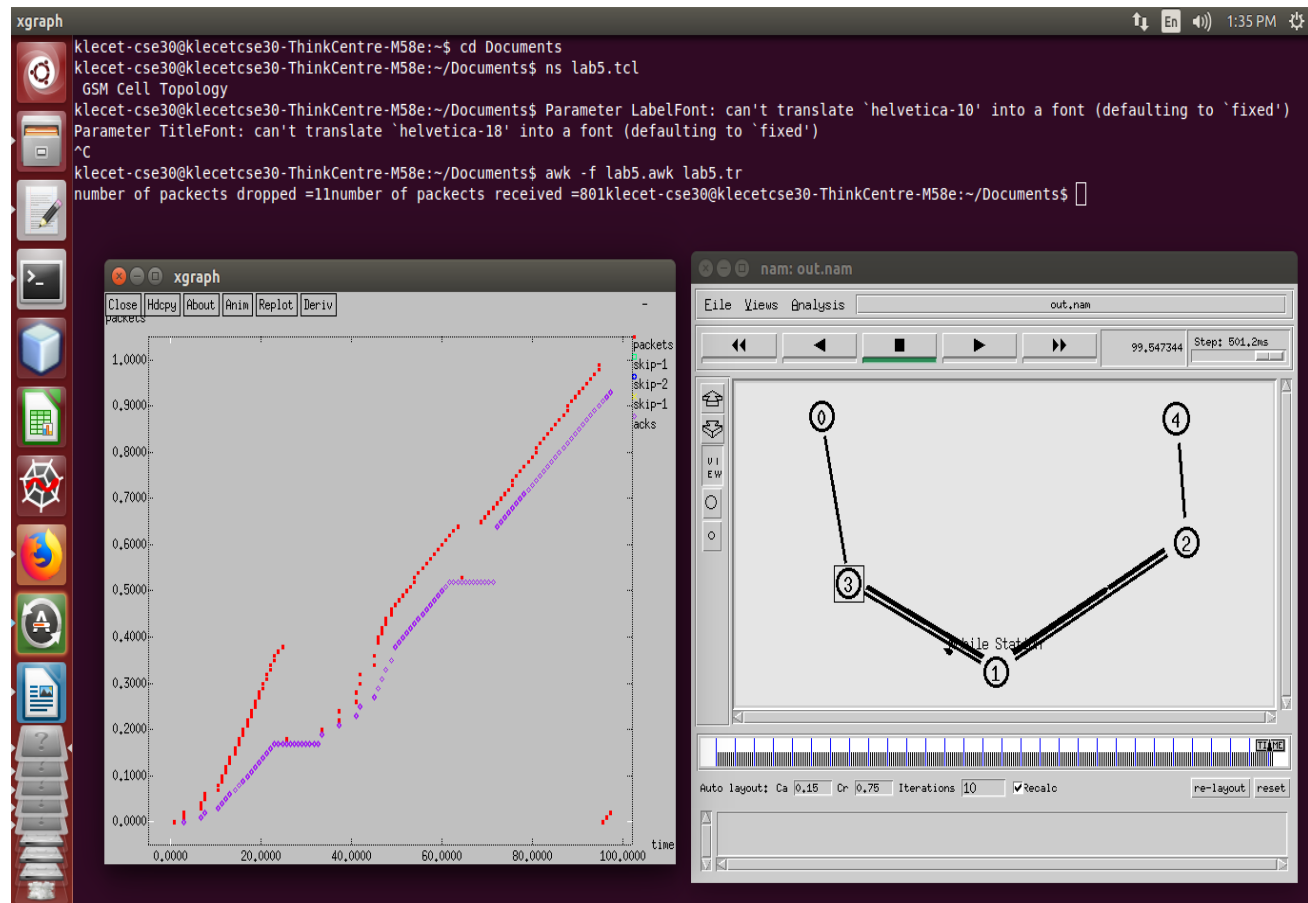 xgraph
En
1:35 PM
klecet-cse30@klecetcse30-ThinkCentre-M58e:~$ cd Documents
klecet-cse30@klecetcse30-ThinkCentre-M58e:~/Documents$ ns lab5.tcl
GSM Cell Topology
klecet-cse30@klecetcse30-ThinkCentre-M58e:~/Documents$ Parameter LabelFont: can't translate `helvetica-10' into a font (defaulting to `fixed')
Parameter TitleFont: can't translate `helvetica-18' into a font (defaulting to `fixed')
^C
klecet-cse30@klecetcse30-ThinkCentre-M58e:~/Documents$ awk -f lab5.awk lab5.tr
number of packects dropped =11number of packects received =801klecet-cse30@klecetcse30-ThinkCentre-M58e:~/Documents$
xgraph
Close Hdcpy About Anim Replot Deriv
packets
packets
skip-1
skip-2
skip-1
acks
1.0000
0.9000
0.8000
0.7000
0.6000
0.5000
0.4000
0.3000
0.2000
0.1000
0.0000
time
0.0000 20.0000 40.0000 60.0000 80.0000 100.0000
nam: out.nam
File Views Analysis out.nam
99.547344 Step: 501.2ms
VIEW
0
4
2
3
Mobile Station
1
TIME
Auto layout: Ca 0.15 Cr 0.75 Iterations 10 Recalc re-layout reset